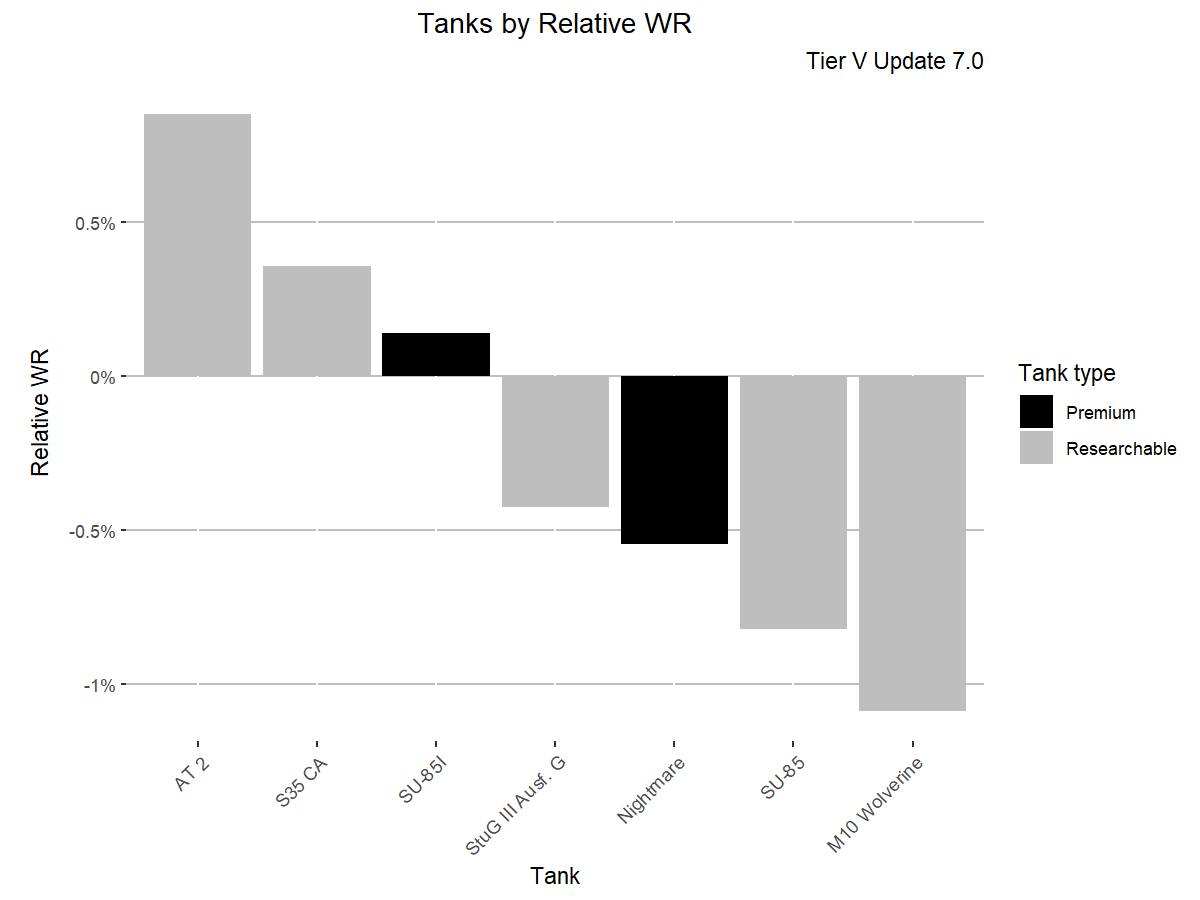 Tanks by Relative WR
Tier V Update 7.0
Relative WR
0.5%
0%
-0.5%
-1%
AT 2
S35 CA
SU-85I
StuG III Ausf. G
Nightmare
SU-85
M10 Wolverine
Tank
Tank type
Premium
Researchable